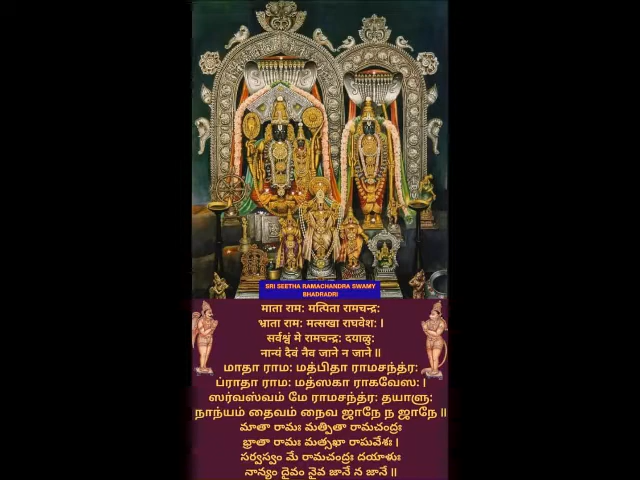 SRI SEETHA RAMACHANDRA SWAMY
BHADRADRI
माता राम: मत्पिता रामचन्द्र:
भ्राता राम: मत्सखा राघवेश: ।
सर्वश्वं मे रामचन्द्र: दयाळु:
नान्यं दैवं नैव जाने न जाने ॥
மாதா ராம: மத்பிதா ராமசந்த்ர:
ப்ராதா ராம: மத்ஸகா ராகவேஸ: ।
ஸர்வஸ்வம் மே ராமசந்த்ர: தயாளு:
நாந்யம் தைவம் நைவ ஜாநே ந ஜாநே ॥
మాతా రామః మత్పితా రామచంద్రః
భ్రాతా రామః మత్సఖా రాఘవేశః ।
సర్వస్వం మే రామచంద్రః దయాళుః
నాన్యం దైవం నైవ జానే న జానే ॥